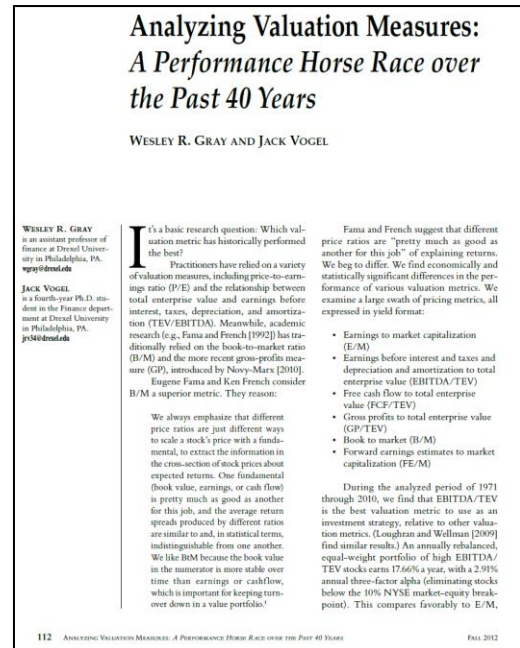 Analyzing Valuation Measures:
A Performance Horse Race over
the Past 40 Years
WESLEY R. GRAY AND JACK VOGEL
WESLEY R. GRAY
is an assistant professor of
finance at Drexel Univer-
sity in Philadelphia, PA.
wgray@drexel.edu
JACK VOGEL
is a fourth-year Ph.D. stu-
dent in the Finance depart-
ment at Drexel University
in Philadelphia, PA.
jrv34@drexel.edu
It's a basic research question: Which val-
uation metric has historically performed
the best?
Practitioners have relied on a variety
of valuation measures, including price-to-earn-
ings ratio (P/E) and the relationship between
total enterprise value and earnings before
interest, taxes, depreciation, and amortiza-
tion (TEV/EBITDA). Meanwhile, academic
research (e.g., Fama and French [1992]) has tra-
ditionally relied on the book-to-market ratio
(B/M) and the more recent gross-profits mea-
sure (GP), introduced by Novy-Marx [2010].
Eugene Fama and Ken French consider
B/M a superior metric. They reason:
We always emphasize that different
price ratios are just different ways
to scale a stock's price with a funda-
mental, to extract the information in
the cross-section of stock prices about
expected returns. One fundamental
(book value, earnings, or cash flow)
is pretty much as good as another
for this job, and the average return
spreads produced by different ratios
are similar to and, in statistical terms,
indistinguishable from one another.
We like BtM because the book value
in the numerator is more stable over
time than earnings or cashflow,
which is important for keeping turn-
over down in a value portfolio.¹
Fama and French suggest that different
price ratios are "pretty much as good as
another for this job" of explaining returns.
We beg to differ. We find economically and
statistically significant differences in the per-
formance of various valuation metrics. We
examine a large swath of pricing metrics, all
expressed in yield format:
• Earnings to market capitalization
(E/M)
• Earnings before interest and taxes and
depreciation and amortization to total
enterprise value (EBITDA/TEV)
• Free cash flow to total enterprise
value (FCF/TEV)
• Gross profits to total enterprise value
(GP/TEV)
• Book to market (B/M)
• Forward earnings estimates to market
capitalization (FE/M)
During the analyzed period of 1971
through 2010, we find that EBITDA/TEV
is the best valuation metric to use as an
investment strategy, relative to other valua-
tion metrics. (Loughran and Wellman [2009]
find similar results.) An annually rebalanced,
equal-weight portfolio of high EBITDA/
TEV stocks earns 17.66% a year, with a 2.91%
annual three-factor alpha (eliminating stocks
below the 10% NYSE market-equity break-
point). This compares favorably to E/M,
112 ANALYZING VALUATION MEASURES: A PERFORMANCE HORSE RACE OVER THE PAST 40 YEARS FALL 2012